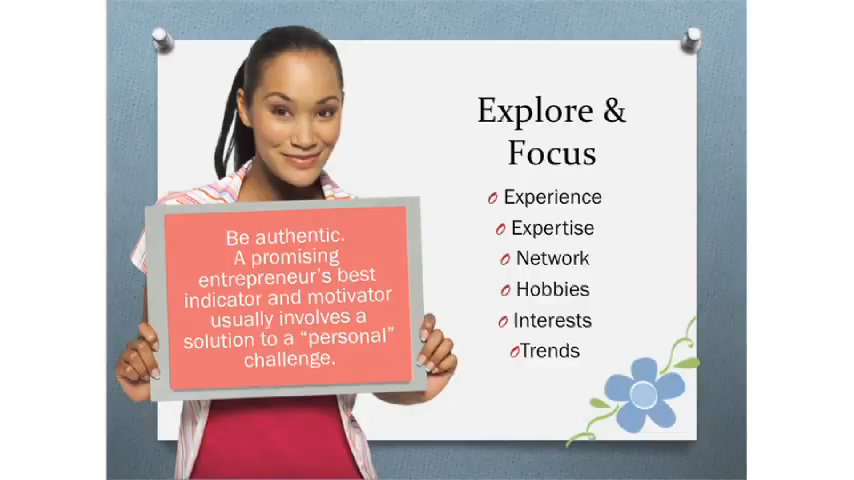 Explore &
Focus
Experience
Expertise
Network
Hobbies
Interests
Trends
Be authentic.
A promising
entrepreneur's best
indicator and motivator
usually involves a
solution to a "personal"
challenge.